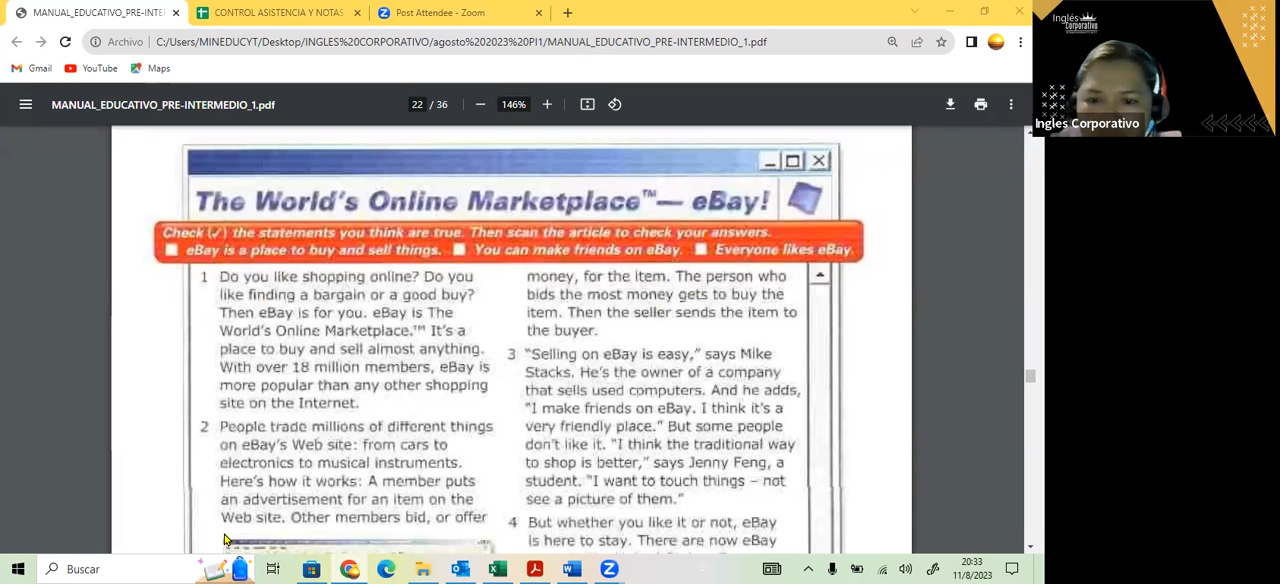 MANUAL_EDUCATIVO_PRE-INTER
CONTROL ASISTENCIA Y NOTAS
Post Attendee - Zoom
Archivo
C:/Users/MINEDUCYT/Desktop/INGLES%20CORPORATIVO/agosto%202023%20PI1/MANUAL_EDUCATIVO_PRE-INTERMEDIO_1.pdf
Gmail
YouTube
Maps
MANUAL_EDUCATIVO_PRE-INTERMEDIO_1.pdf
22 / 36
146%
Inglés
Corporativo
Ingles Corporativo
The World's Online Marketplace™— eBay!
Check (✓) the statements you think are true. Then scan the article to check your answers.
eBay is a place to buy and sell things.
You can make friends on eBay.
Everyone likes eBay.
1 Do you like shopping online? Do you
like finding a bargain or a good buy?
Then eBay is for you. eBay is The
World's Online Marketplace.™ It's a
place to buy and sell almost anything.
With over 18 million members, eBay is
more popular than any other shopping
site on the Internet.
2 People trade millions of different things
on eBay's Web site: from cars to
electronics to musical instruments.
Here's how it works: A member puts
an advertisement for an item on the
Web site. Other members bid, or offer
money, for the item. The person who
bids the most money gets to buy the
item. Then the seller sends the item to
the buyer.
3 "Selling on eBay is easy," says Mike
Stacks. He's the owner of a company
that sells used computers. And he adds,
"I make friends on eBay. I think it's a
very friendly place." But some people
don't like it. "I think the traditional way
to shop is better," says Jenny Feng, a
student. "I want to touch things – not
see a picture of them."
4 But whether you like it or not, eBay
is here to stay. There are now eBay
Buscar
20:33
11/8/2023